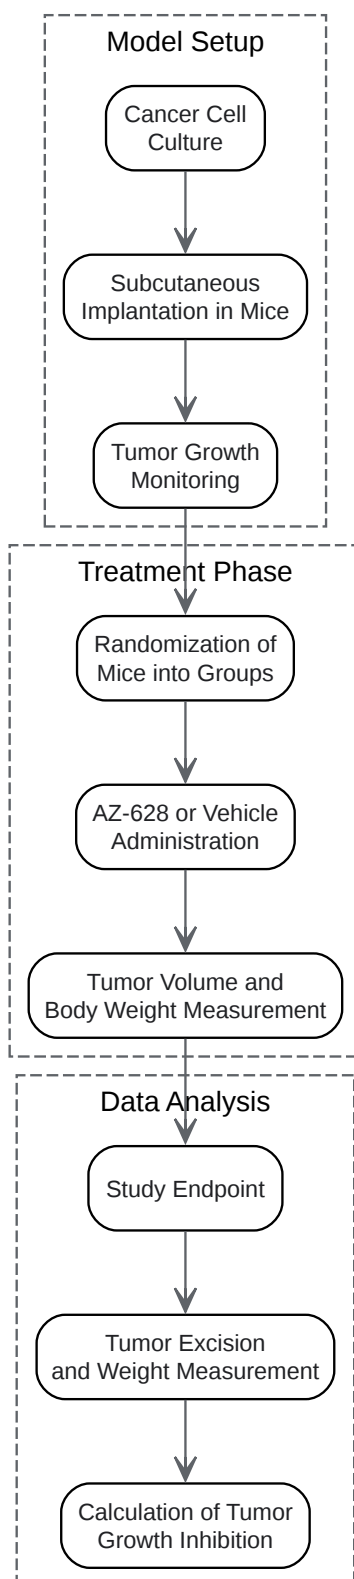 Model Setup
Cancer Cell
Culture
Subcutaneous
Implantation in Mice
Tumor Growth
Monitoring
Treatment Phase
Randomization of
Mice into Groups
AZ-628 or Vehicle
Administration
Tumor Volume and
Body Weight Measurement
Data Analysis
Study Endpoint
Tumor Excision
and Weight Measurement
Calculation of Tumor
Growth Inhibition